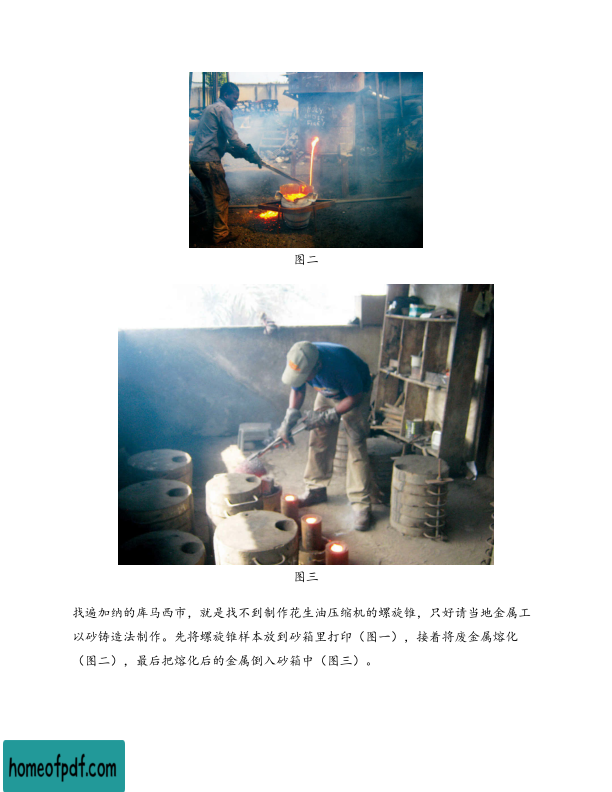 图二
图三
找遍加纳的库马西市，就是找不到制作花生油压缩机的螺旋锥，只好请当地金属工
以砂铸造法制作。先将螺旋锥样本放到砂箱里打印（图一），接着将废金属熔化
（图二），最后把熔化后的金属倒入砂箱中（图三）。
homeofpdf.com